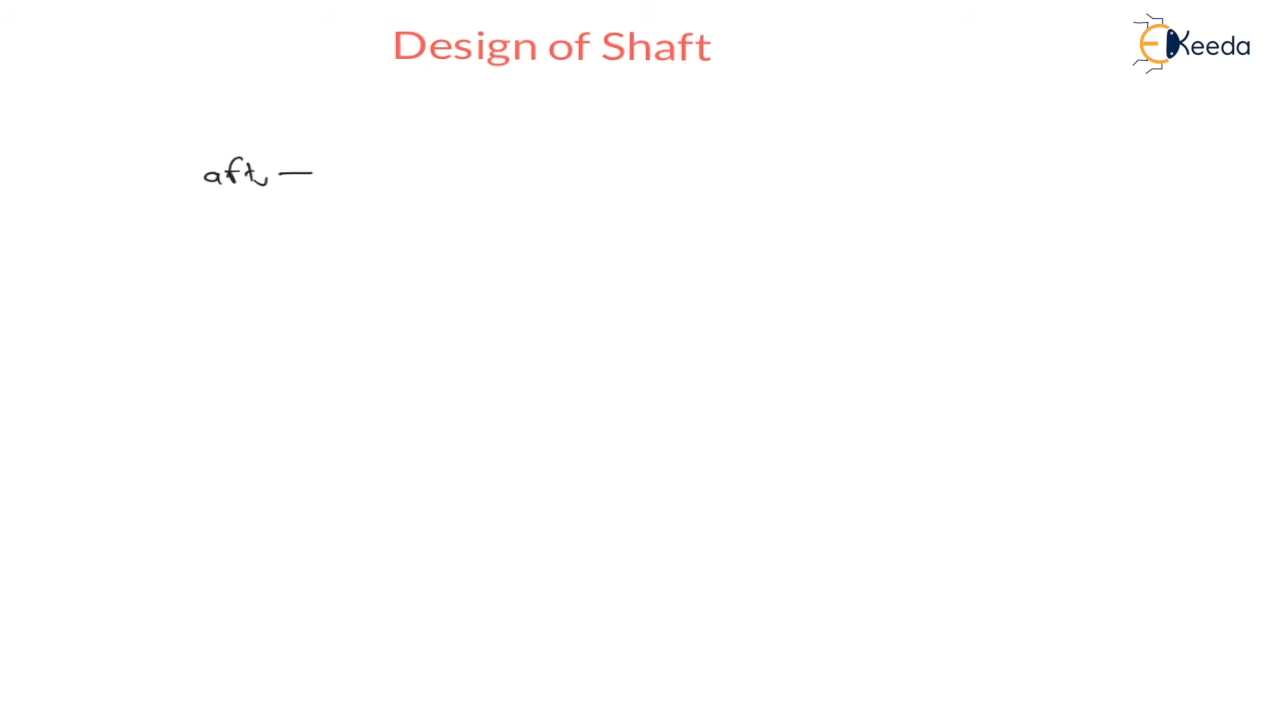 Design of Shaft
EKeeda
aft —